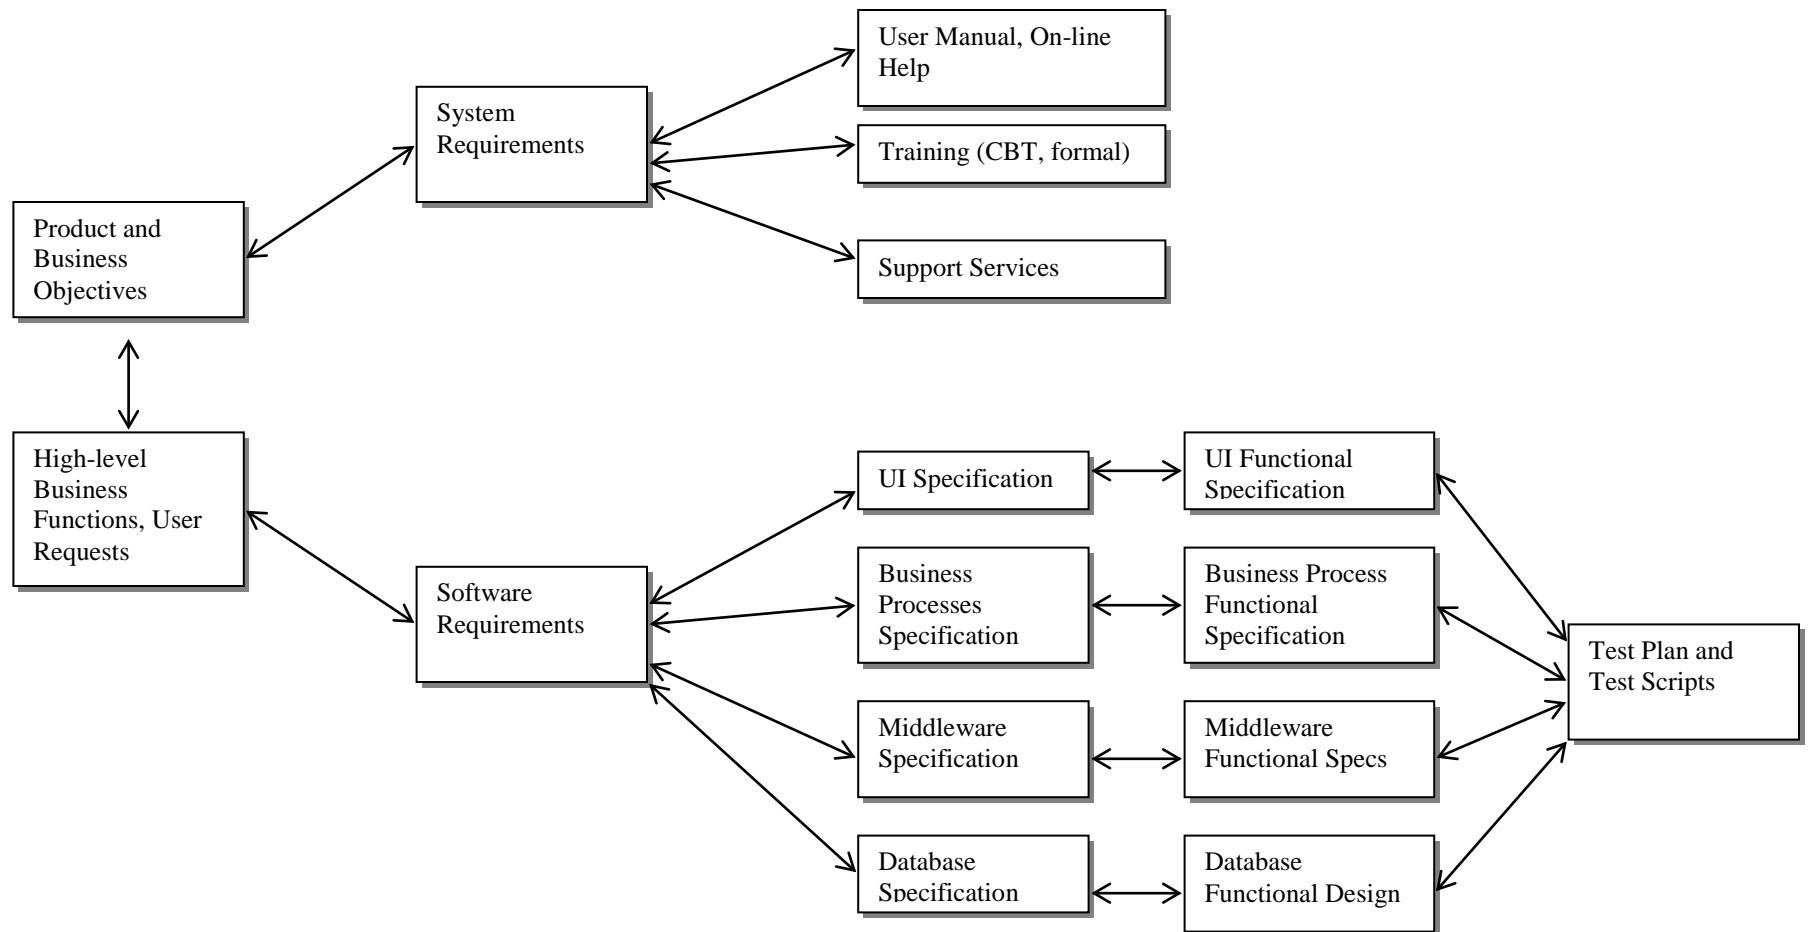 User Manual, On-line
Help
System
Requirements
Training (CBT, formal)
Product and
Business
Objectives
Support Services
High-level
Business
Functions, User
Requests
UI Specification
UI Functional
Specification
Software
Requirements
Business
Processes
Specification
Business Process
Functional
Specification
Test Plan and
Test Scripts
Middleware
Specification
Middleware
Functional Specs
Database
Specification
Database
Functional Design